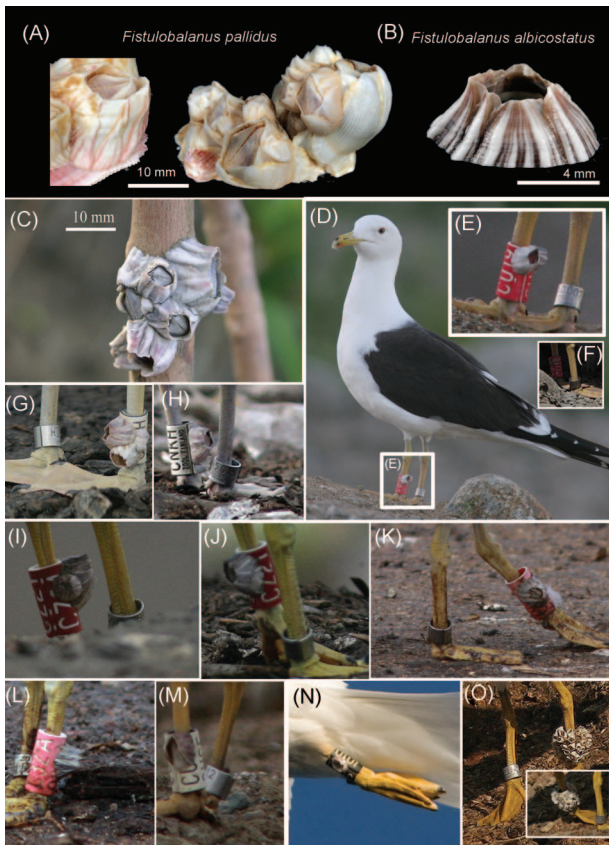 (A)
Fistulobalanus pallidus
(B)
Fistulobalanus albicostatus
10 mm
4 mm
(C)
10 mm
(D)
(E)
(F)
(G)
(H)
(E)
(I)
(J)
(K)
(L)
(M)
(N)
(O)